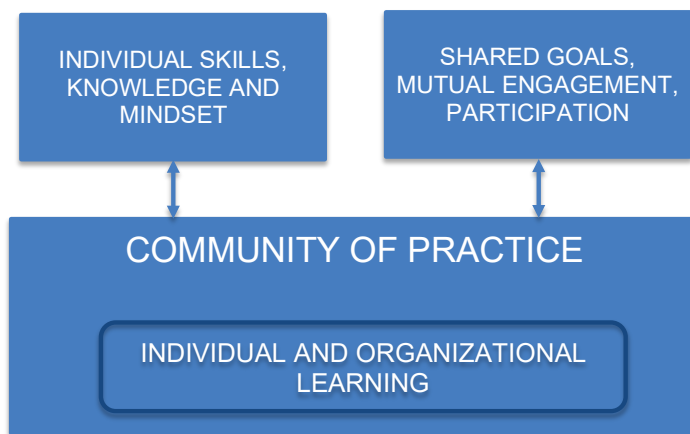 INDIVIDUAL SKILLS,
KNOWLEDGE AND
MINDSET
SHARED GOALS,
MUTUAL ENGAGEMENT,
PARTICIPATION
COMMUNITY OF PRACTICE
INDIVIDUAL AND ORGANIZATIONAL
LEARNING